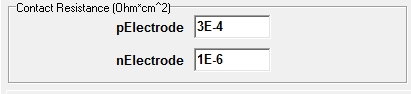 Contact Resistance (Ohm*cm^2)
pElectrode 3E-4
nElectrode 1E-6